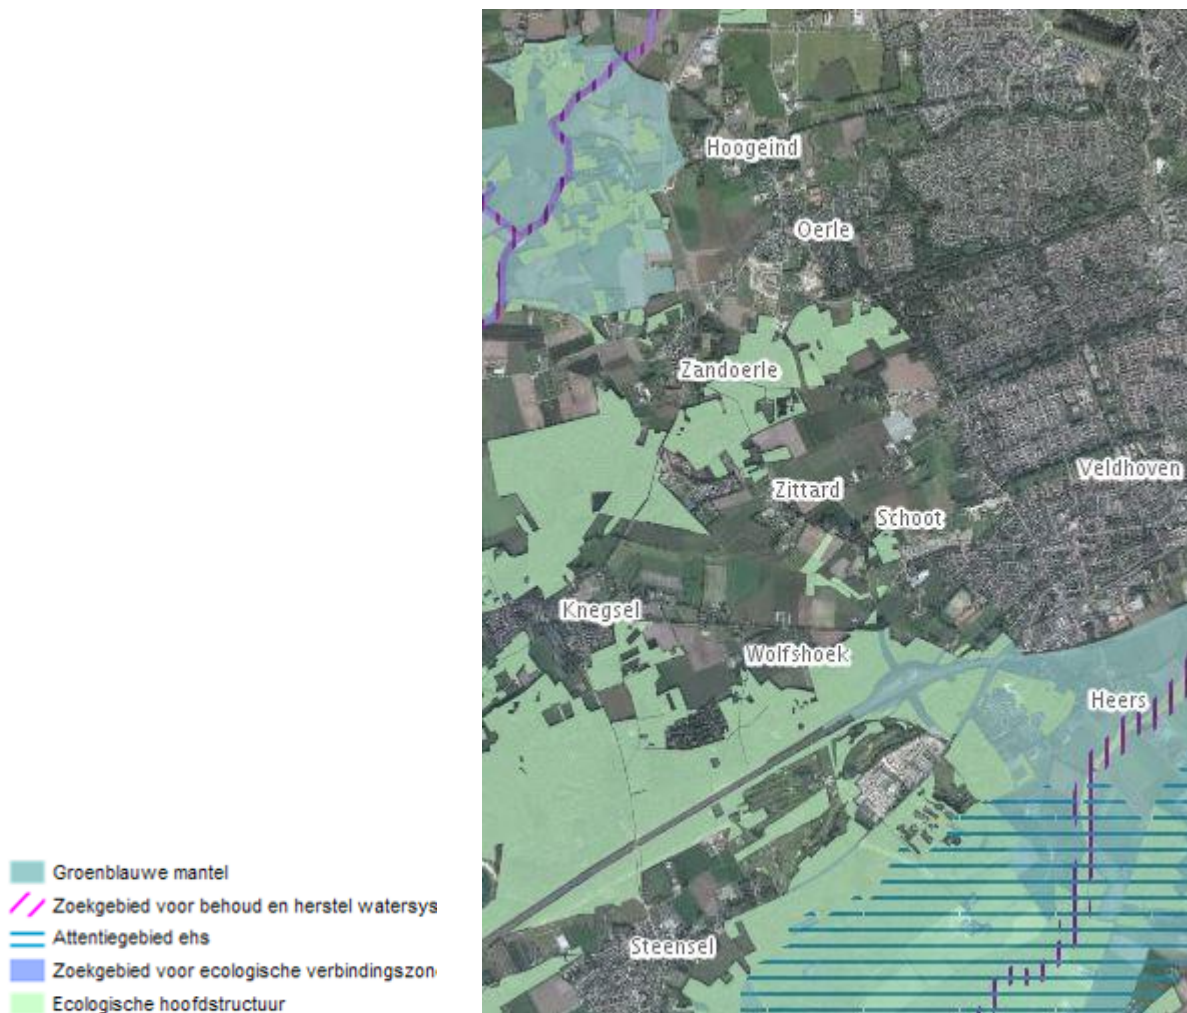 Hoogeind
Oerle
Zandoerle
Veldhoven
Zittard
Schoot
Knegsel
Wolfshoek
Heers
Steensel
Groenblauwe mantel
Zoekgebied voor behoud en herstel watersys
Attentiegebied ehs
Zoekgebied voor ecologische verbindingszon
Ecologische hoofdstructuur